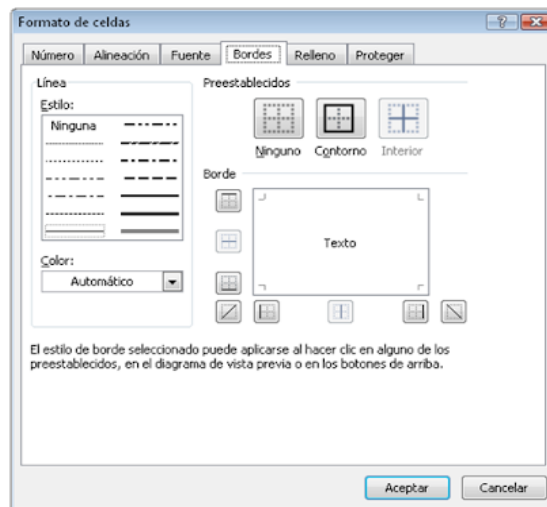 Formato de celdas
Número Alineación Fuente Bordes Relleno Proteger
Línea
Estilo:
Ninguna
Color:
Automático
Preestablecidos
Ninguno Contorno Interior
Borde
Texto
El estilo de borde seleccionado puede aplicarse al hacer clic en alguno de los
preestablecidos, en el diagrama de vista previa o en los botones de arriba.
Aceptar Cancelar